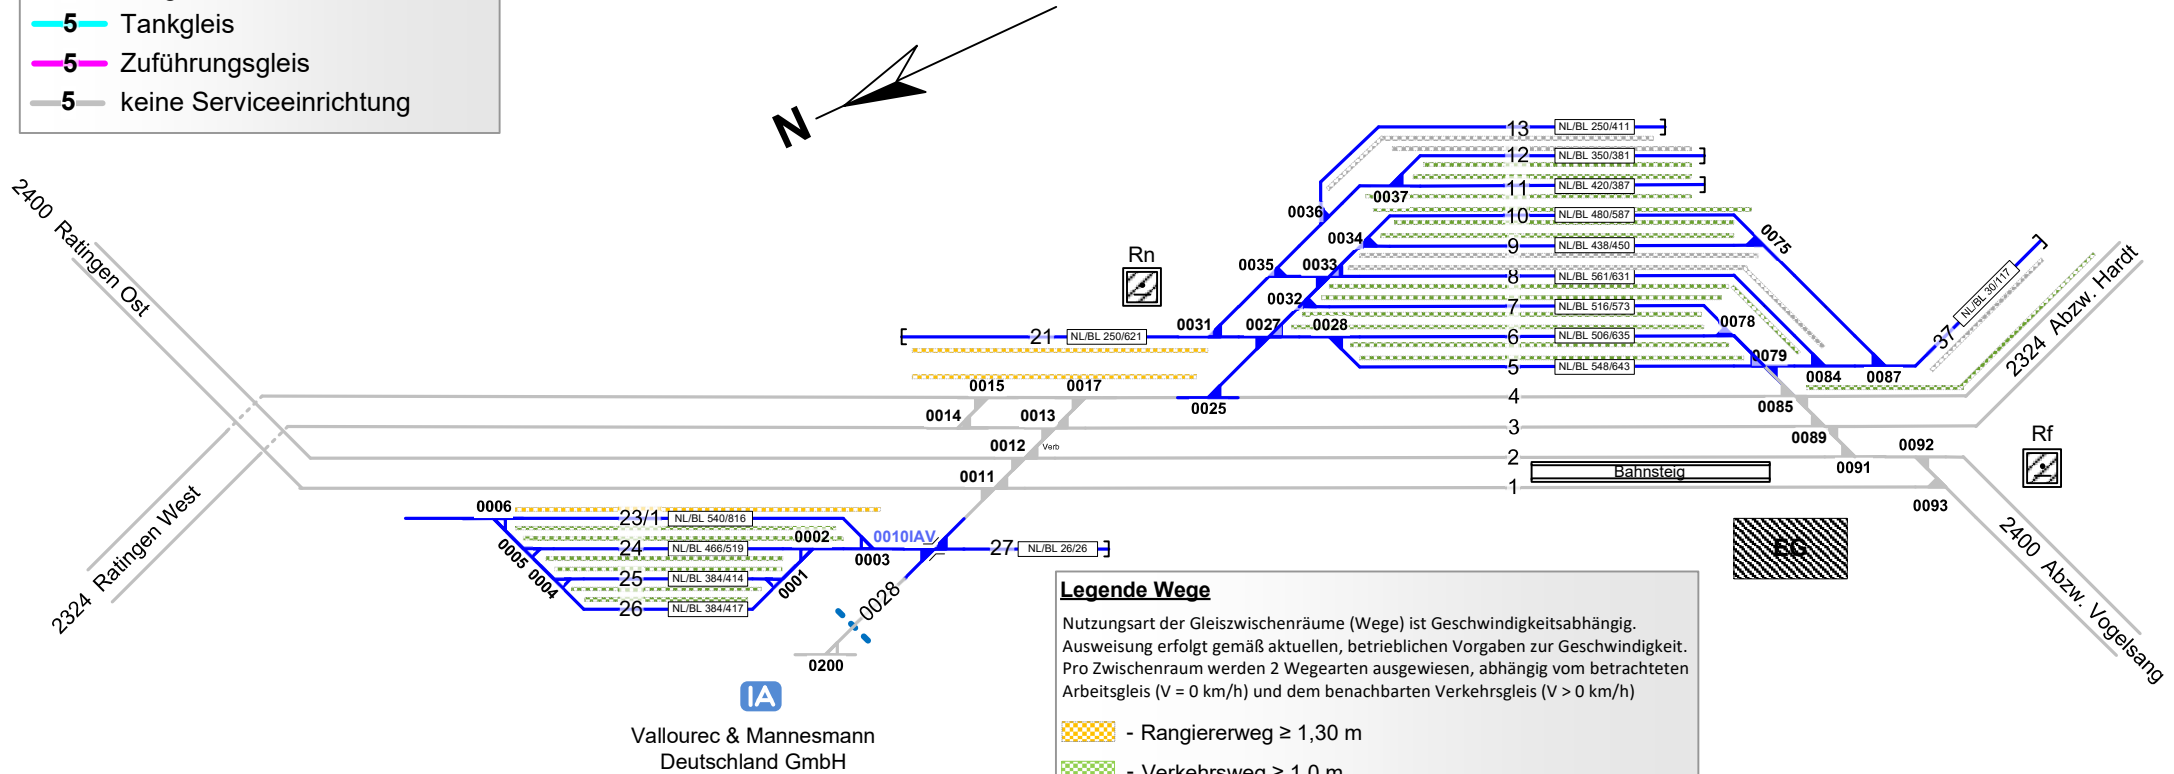 5 Tankgleis
5 Zuführungsgleis
5 keine Serviceeinrichtung
N
2400 Ratingen Ost
2324 Ratingen West
Rn
13 NL/BL 250/411
12 NL/BL 350/381
0037
11 NL/BL 420/387
0036
10 NL/BL 480/587
0034
9 NL/BL 438/450
0075
0035
0033
8 NL/BL 561/631
0032
7 NL/BL 516/573
0031
0027
0028
0078
21 NL/BL 250/621
6 NL/BL 506/635
37 NL/BL 30/117
2324 Abzw. Hardt
0079
5 NL/BL 548/643
0084
0087
0015
0017
4
0025
0085
0014
0013
3
0089
0092
Rf
0012
Verb
2
Bahnsteig
0091
0011
1
0093
0006
23/1 NL/BL 540/816
0002
0010IAV
24 NL/BL 466/519
0003
27 NL/BL 26/26
EG
0005
0004
25 NL/BL 384/414
0001
26 NL/BL 384/417
0028
0200
2400 Abzw. Vogelsang
IA
Vallourec & Mannesmann
Deutschland GmbH
Legende Wege
Nutzungsart der Gleiszwischenräume (Wege) ist Geschwindigkeitsabhängig.
Ausweisung erfolgt gemäß aktuellen, betrieblichen Vorgaben zur Geschwindigkeit.
Pro Zwischenraum werden 2 Wegearten ausgewiesen, abhängig vom betrachteten
Arbeitsgleis (V = 0 km/h) und dem benachbarten Verkehrsgleis (V > 0 km/h)
- Rangiererweg ≥ 1,30 m
- Verkehrsweg ≥ 1,0 m